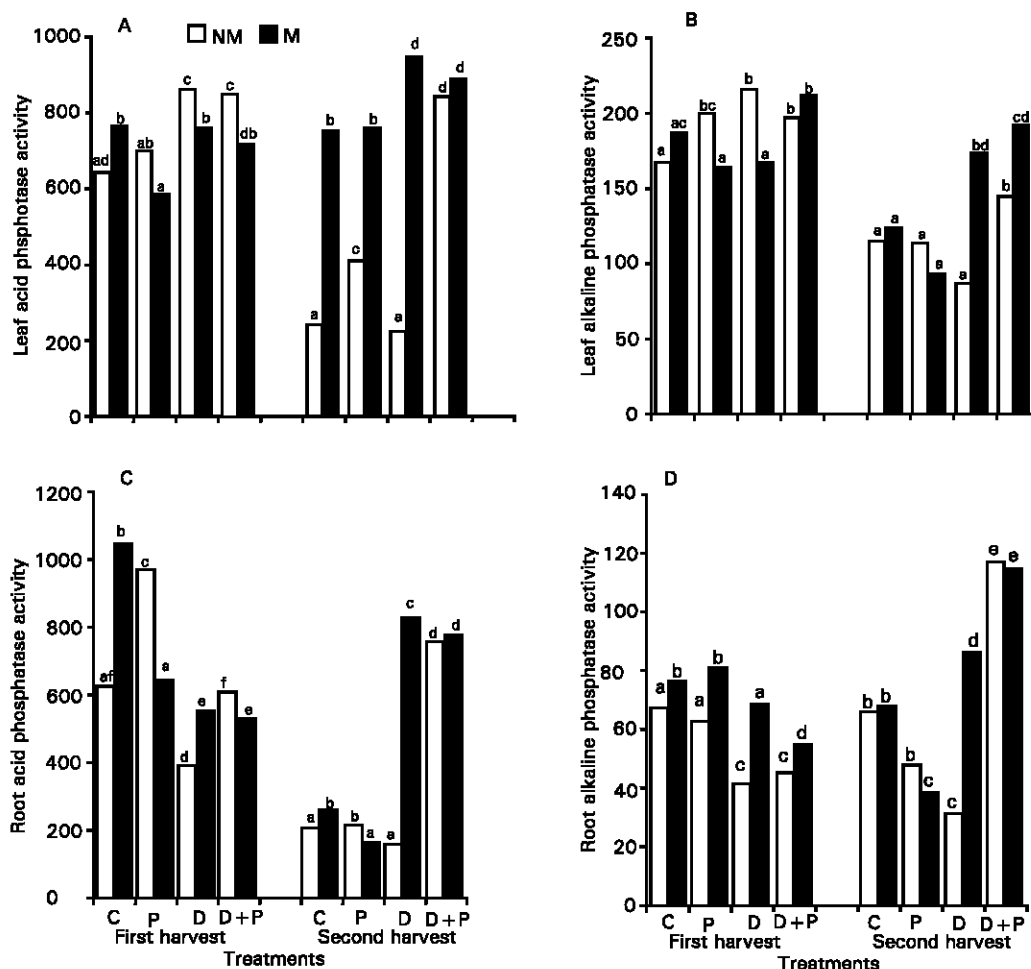 A
NM M
Leaf acid phsphotase activity
1000
800
600
400
200
0
ad b ab a c b c db
a b c b a d d d
B
Leaf alkaline phosphatase activity
250
200
150
100
50
0
a ac bc a b a b b
a a a a a bd b cd
C
Root acid phosphatase activity
1200
1000
800
600
400
200
0
af b c a d e f e
a b b a a c d d
C P D D+P C P D D+P
First harvest Second harvest
Treatments
D
Root alkaline phosphatase activity
140
120
100
80
60
40
20
0
a b a b c a c d
b b b c c d e e
C P D D+P C P D D+P
First harvest Second harvest
Treatments